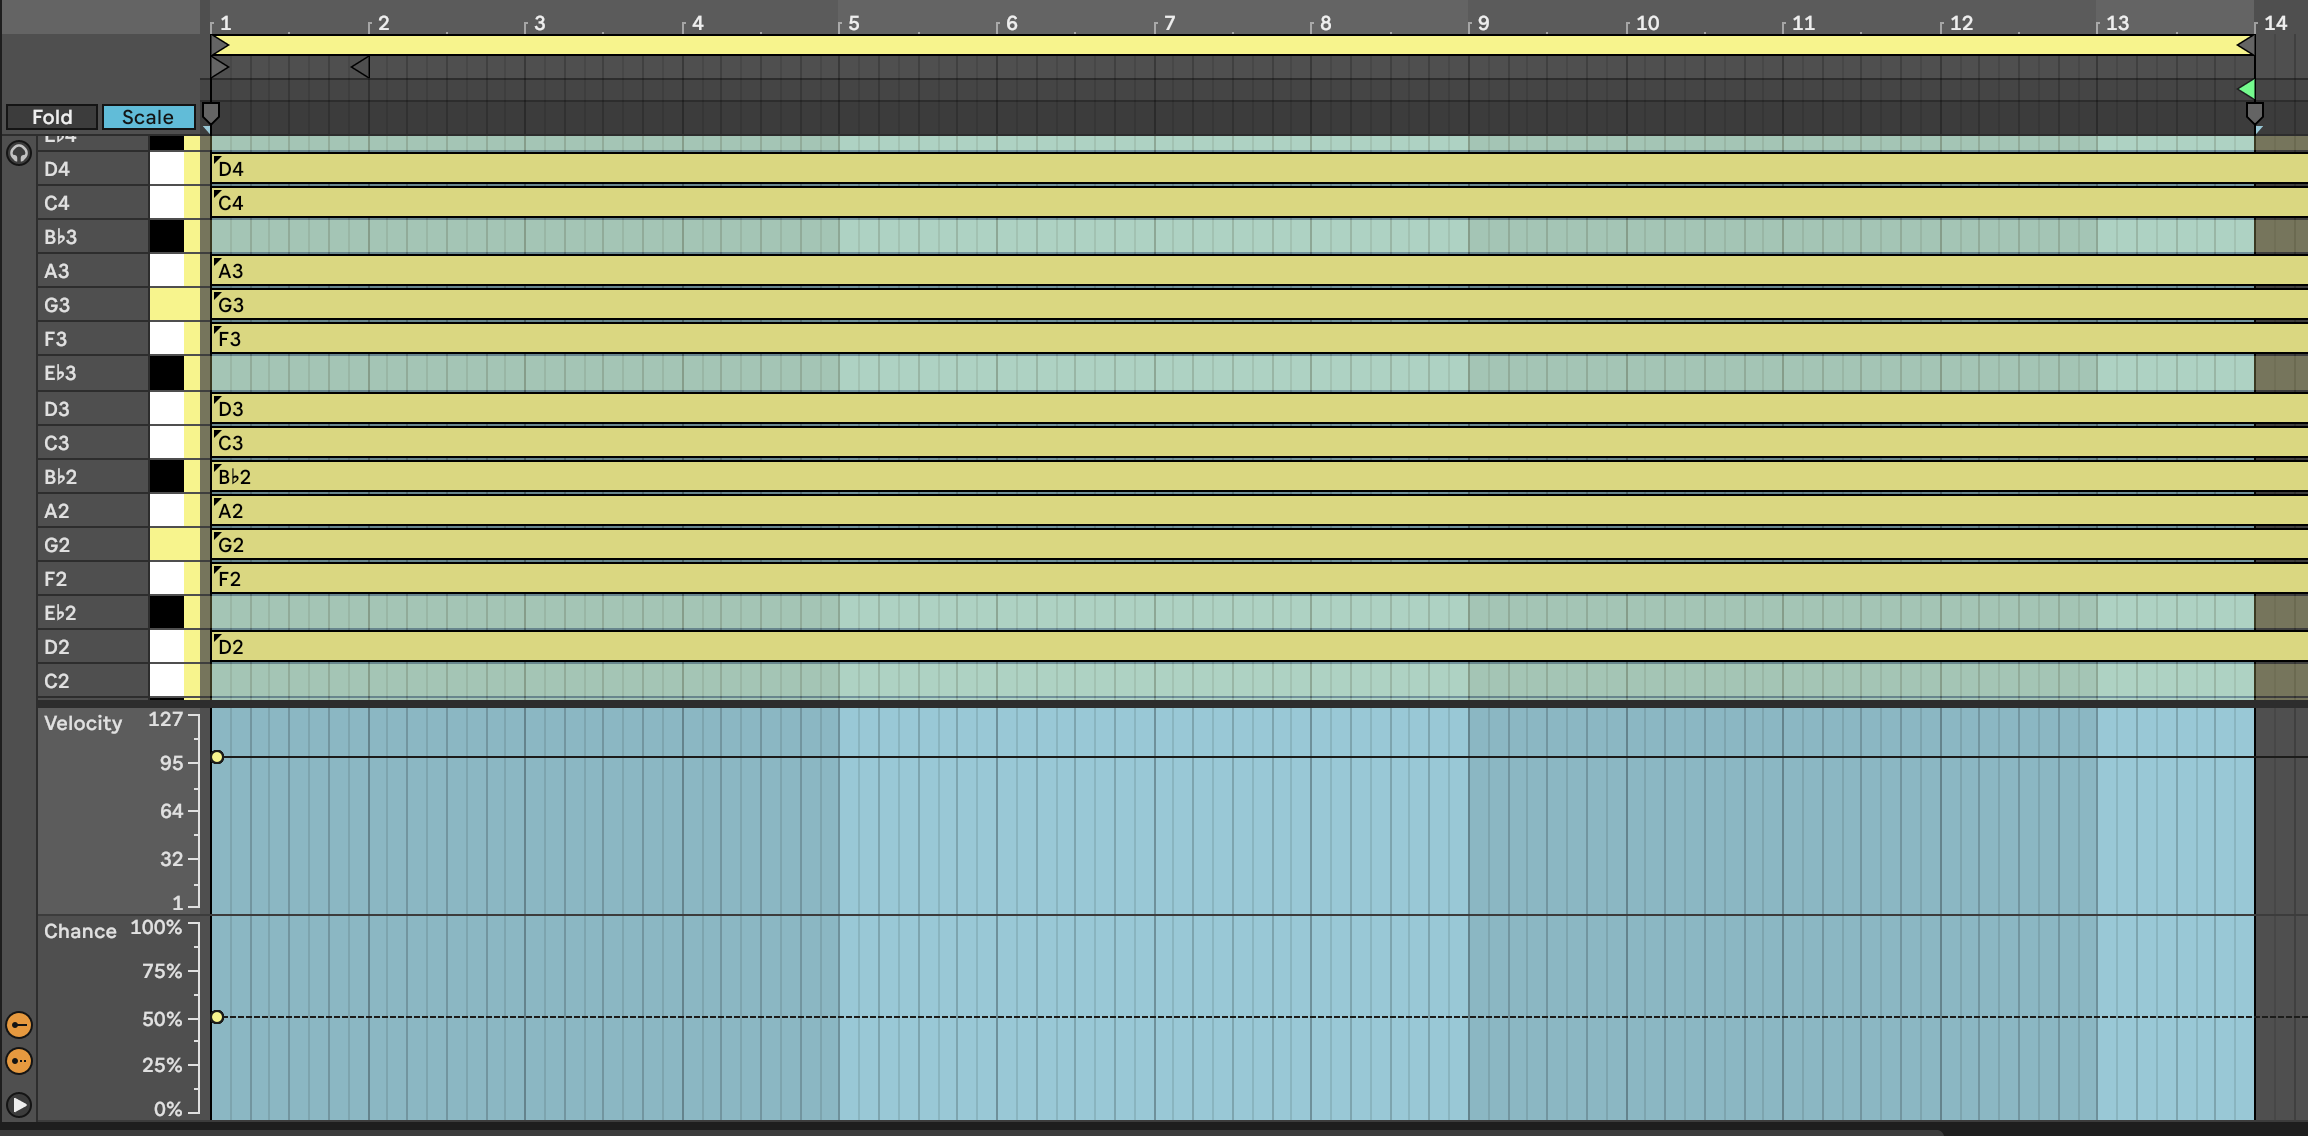 1 2 3 4 5 6 7 8 9 10 11 12 13 14
Fold Scale
E♭4
D4 D4
C4 C4
B♭3
A3 A3
G3 G3
F3 F3
E♭3
D3 D3
C3 C3
B♭2 B♭2
A2 A2
G2 G2
F2 F2
E♭2
D2 D2
C2
Velocity 127
95
64
32
1
Chance 100%
75%
50%
25%
0%